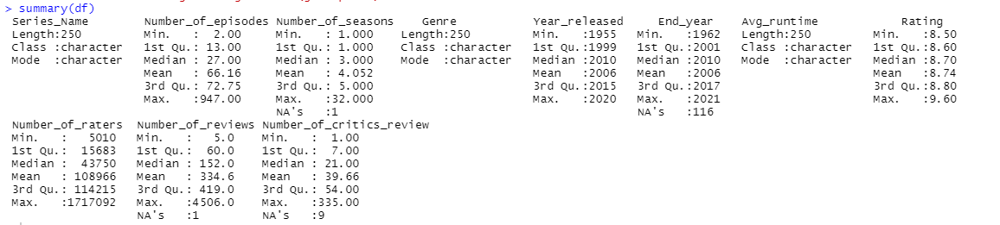 > summary(df)
Series_Name Number_of_episodes Number_of_seasons Genre Year_released End_year Avg_runtime Rating
Length:250 Min. : 2.00 Min. : 1.000 Length:250 Min. :1955 Min. :1962 Length:250 Min. :8.50
Class :character 1st Qu.: 13.00 1st Qu.: 1.000 Class :character 1st Qu.:1999 1st Qu.:2001 Class :character 1st Qu.:8.60
Mode :character Median : 27.00 Median : 3.000 Mode :character Median :2010 Median :2010 Mode :character Median :8.70
Mean : 66.16 Mean : 4.052 Mean :2006 Mean :2006 Mean :8.74
3rd Qu.: 72.75 3rd Qu.: 5.000 3rd Qu.:2015 3rd Qu.:2017 3rd Qu.:8.80
Max. :947.00 Max. :32.000 Max. :2020 Max. :2021 Max. :9.60
NA's :1 NA's :116
Number_of_raters Number_of_reviews Number_of_critics_review
Min. : 5010 Min. : 5.0 Min. : 1.00
1st Qu.: 15683 1st Qu.: 60.0 1st Qu.: 7.00
Median : 43750 Median : 152.0 Median : 21.00
Mean : 108966 Mean : 334.6 Mean : 39.66
3rd Qu.: 114215 3rd Qu.: 419.0 3rd Qu.: 54.00
Max. :1717092 Max. :4506.0 Max. :335.00
NA's :1 NA's :9